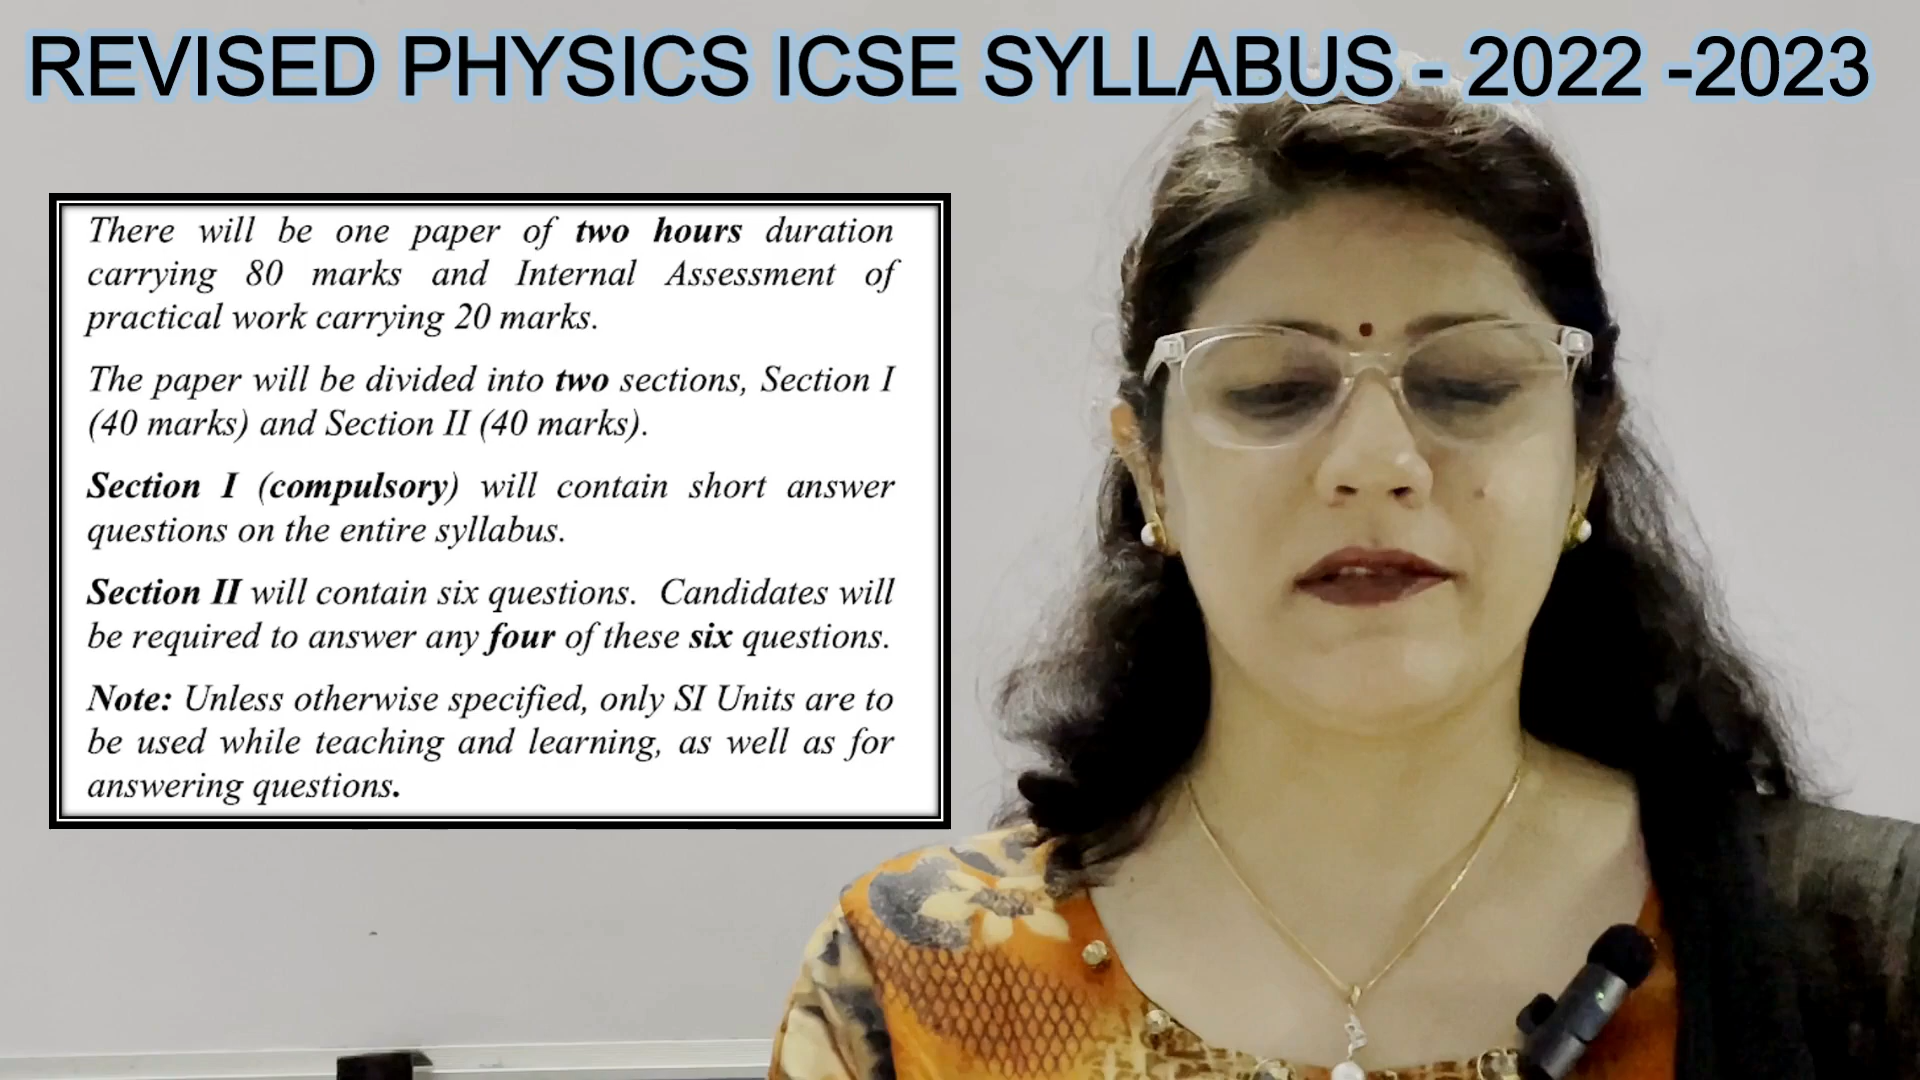 REVISED PHYSICS ICSE SYLLABUS - 2022 -2023
There will be one paper of two hours duration
carrying 80 marks and Internal Assessment of
practical work carrying 20 marks.
The paper will be divided into two sections, Section I
(40 marks) and Section II (40 marks).
Section I (compulsory) will contain short answer
questions on the entire syllabus.
Section II will contain six questions. Candidates will
be required to answer any four of these six questions.
Note: Unless otherwise specified, only SI Units are to
be used while teaching and learning, as well as for
answering questions.